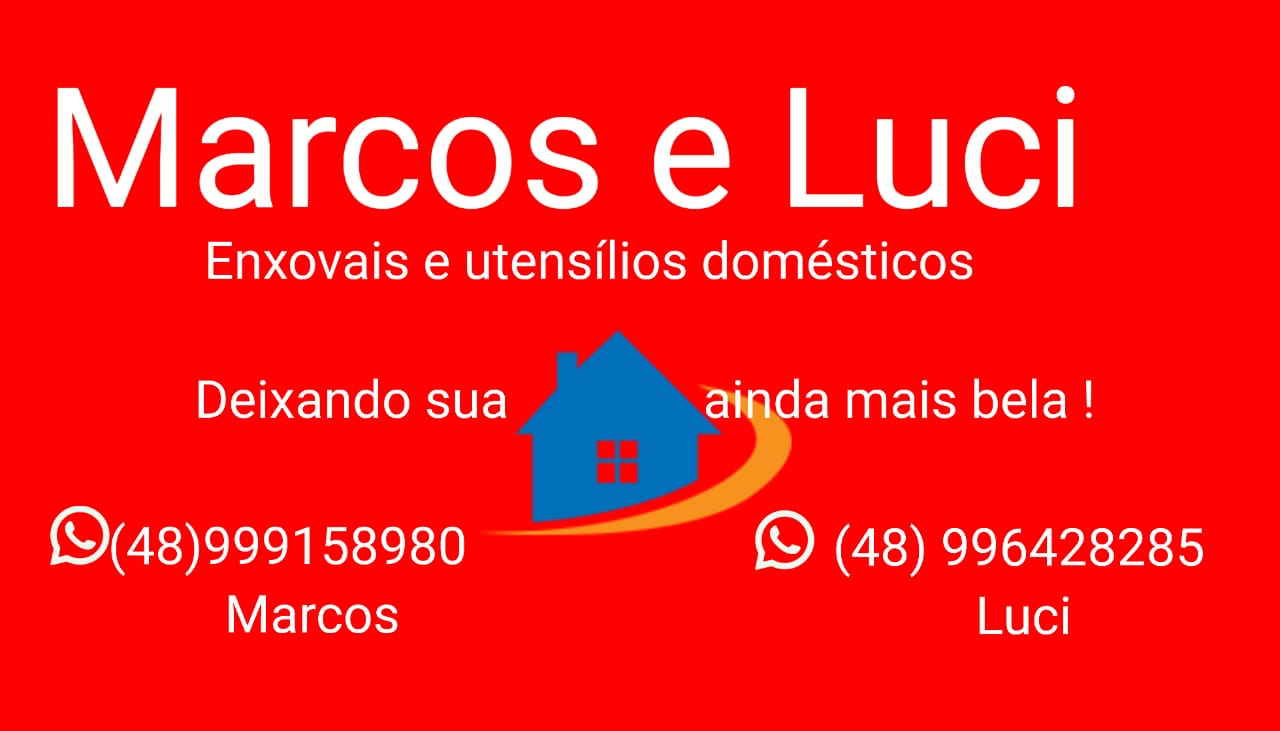 Marcos e Luci
Enxovais e utensílios domésticos
Deixando sua ainda mais bela !
(48)999158980
Marcos
(48) 996428285
Luci